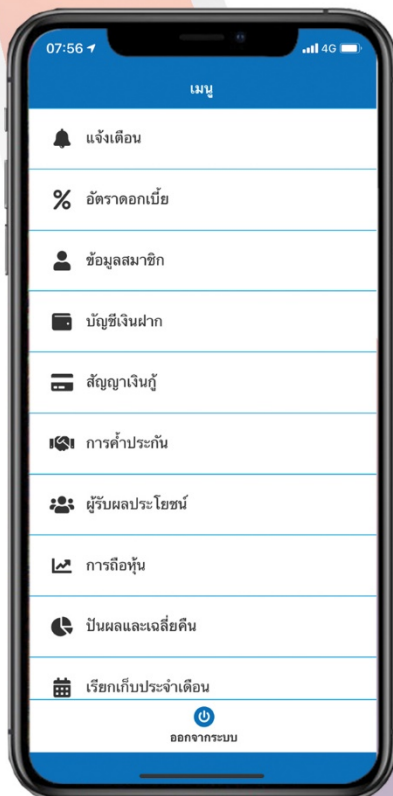 07:56
4G
เมนู
แจ้งเตือน
อัตราดอกเบี้ย
ข้อมูลสมาชิก
บัญชีเงินฝาก
สัญญาเงินกู้
การค้ำประกัน
ผู้รับผลประโยชน์
การถือหุ้น
ปันผลและเฉลี่ยคืน
เรียกเก็บประจำเดือน
ออกจากระบบ